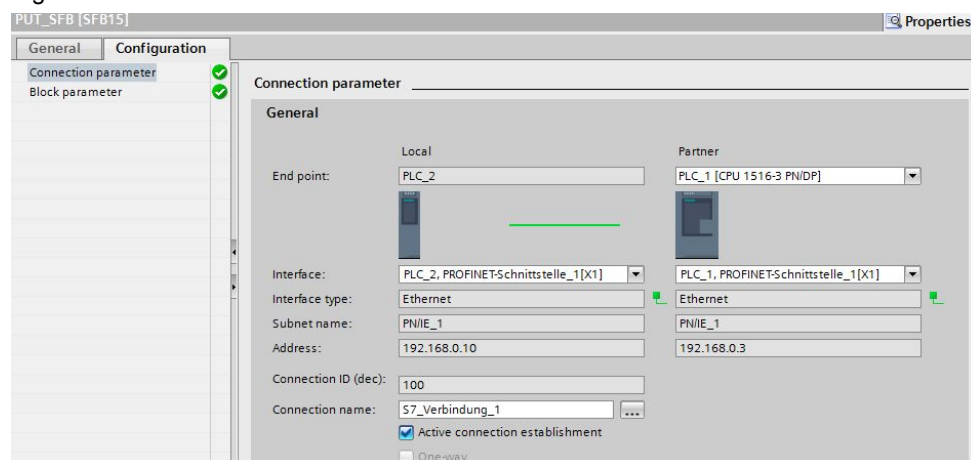 PUT_SFB [SFB15]
Properties
General Configuration
Connection parameter
Block parameter
Connection parameter
General
Local Partner
End point: PLC_2 PLC_1 [CPU 1516-3 PN/DP]
Interface: PLC_2, PROFINET-Schnittstelle_1[X1] PLC_1, PROFINET-Schnittstelle_1[X1]
Interface type: Ethernet Ethernet
Subnet name: PN/IE_1 PN/IE_1
Address: 192.168.0.10 192.168.0.3
Connection ID (dec): 100
Connection name: S7_Verbindung_1 ...
Active connection establishment
One-way